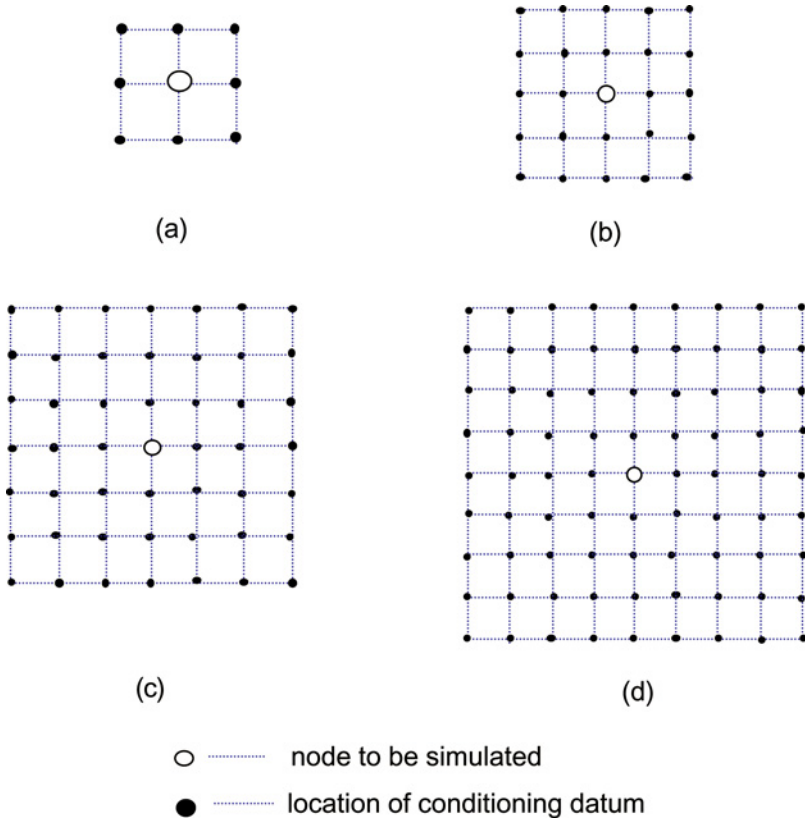 (a)
(b)
(c)
(d)
node to be simulated
location of conditioning datum